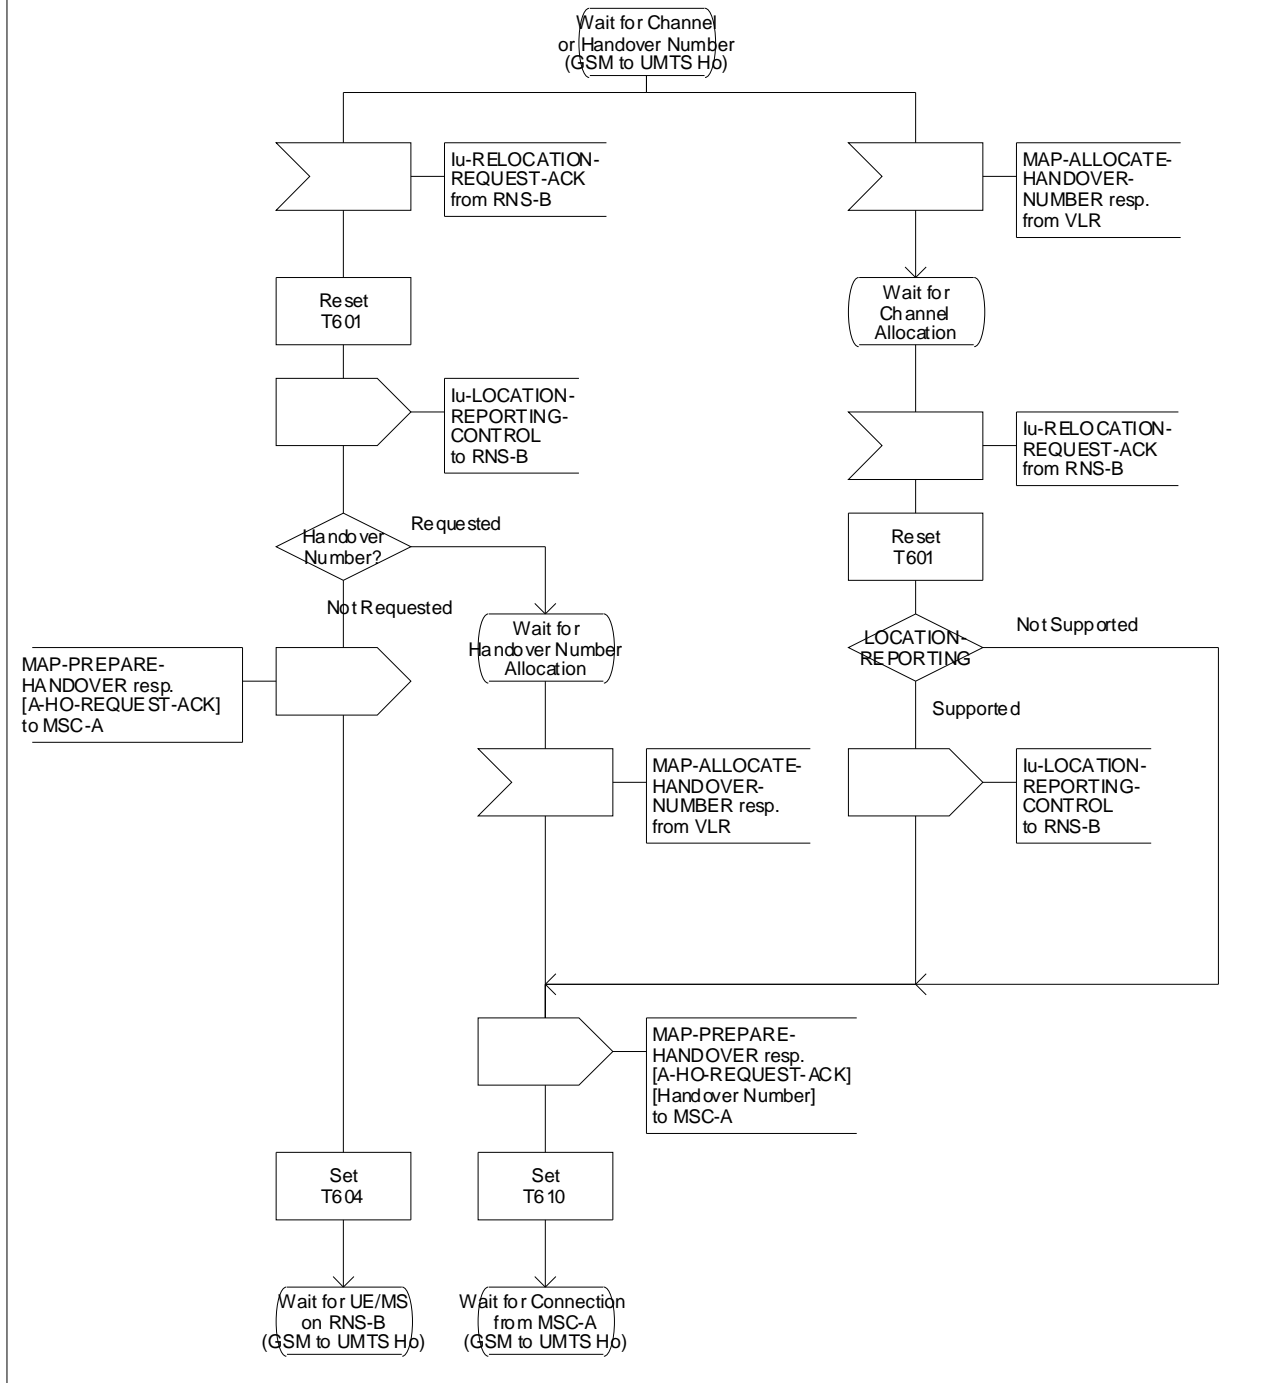 Wait for Channel
or Handover Number
(GSM to UMTS Ho)
Iu-RELOCATION-
REQUEST-ACK
from RNS-B
MAP-ALLOCATE-
HANDOVER-
NUMBER resp.
from VLR
Reset
T601
Wait for
Channel
Allocation
Iu-LOCATION-
REPORTING-
CONTROL
to RNS-B
Iu-RELOCATION-
REQUEST-ACK
from RNS-B
Handover
Number?
Requested
Not Requested
Reset
T601
Wait for
Handover Number
Allocation
LOCATION-
REPORTING
Not Supported
Supported
MAP-PREPARE-
HANDOVER resp.
[A-HO-REQUEST-ACK]
to MSC-A
MAP-ALLOCATE-
HANDOVER-
NUMBER resp.
from VLR
Iu-LOCATION-
REPORTING-
CONTROL
to RNS-B
MAP-PREPARE-
HANDOVER resp.
[A-HO-REQUEST-ACK]
[Handover Number]
to MSC-A
Set
T604
Set
T610
Wait for UE/MS
on RNS-B
(GSM to UMTS Ho)
Wait for Connection
from MSC-A
(GSM to UMTS Ho)